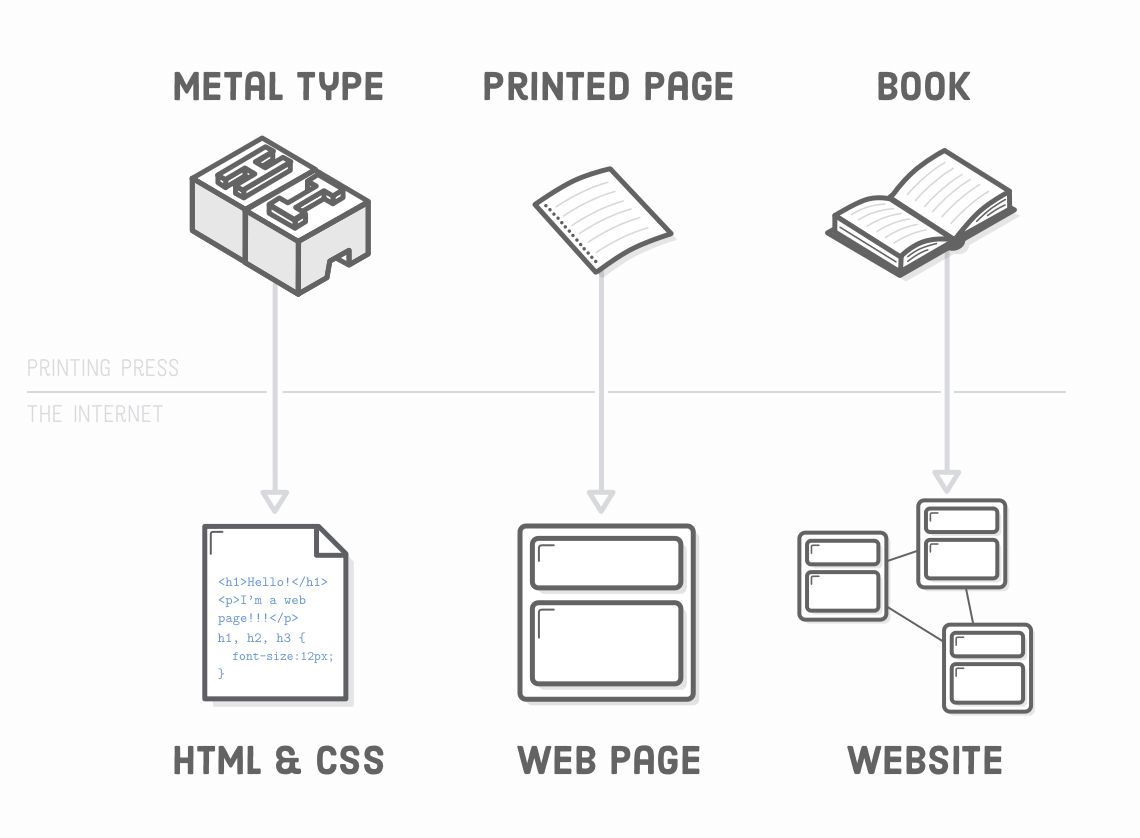 METAL TYPE
PRINTED PAGE
BOOK
PRINTING PRESS
THE INTERNET
<h1>Hello!</h1>
<p>I'm a web
page!!!</p>
h1, h2, h3 {
  font-size:12px;
}
HTML & CSS
WEB PAGE
WEBSITE